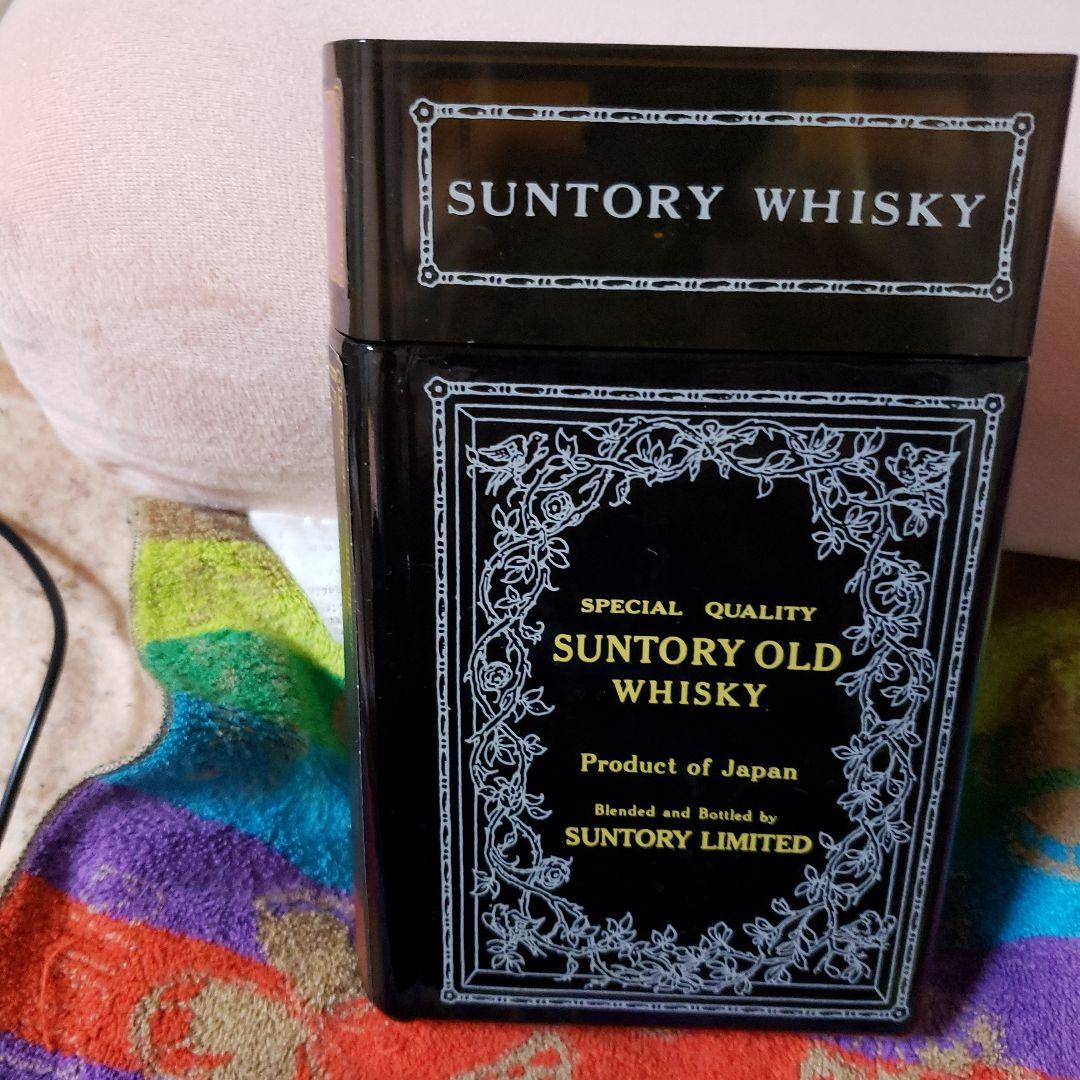 SUNTORY WHISKY
SPECIAL QUALITY
SUNTORY OLD
WHISKY
Product of Japan
Blended and Bottled by
SUNTORY LIMITED